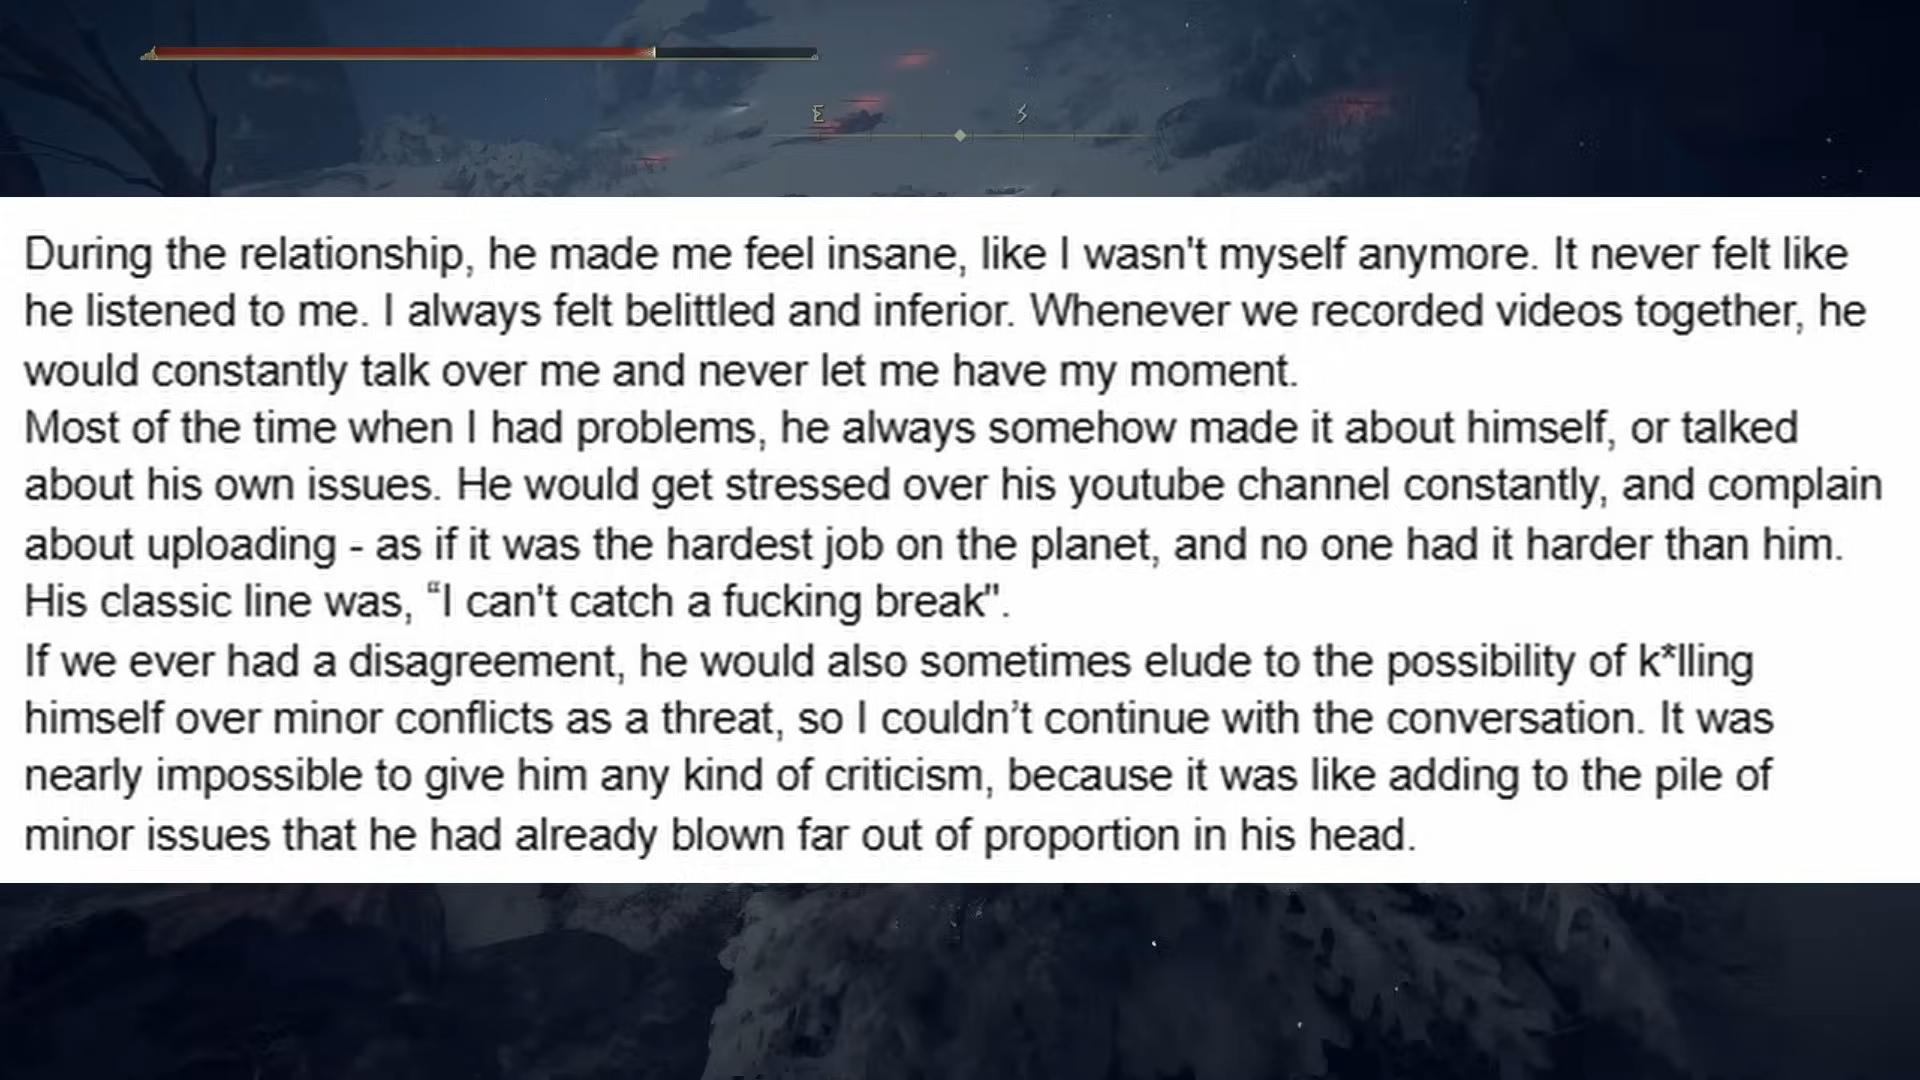 E S
During the relationship, he made me feel insane, like I wasn't myself anymore. It never felt like
he listened to me. I always felt belittled and inferior. Whenever we recorded videos together, he
would constantly talk over me and never let me have my moment.
Most of the time when I had problems, he always somehow made it about himself, or talked
about his own issues. He would get stressed over his youtube channel constantly, and complain
about uploading - as if it was the hardest job on the planet, and no one had it harder than him.
His classic line was, “I can't catch a fucking break".
If we ever had a disagreement, he would also sometimes elude to the possibility of k*lling
himself over minor conflicts as a threat, so I couldn’t continue with the conversation. It was
nearly impossible to give him any kind of criticism, because it was like adding to the pile of
minor issues that he had already blown far out of proportion in his head.